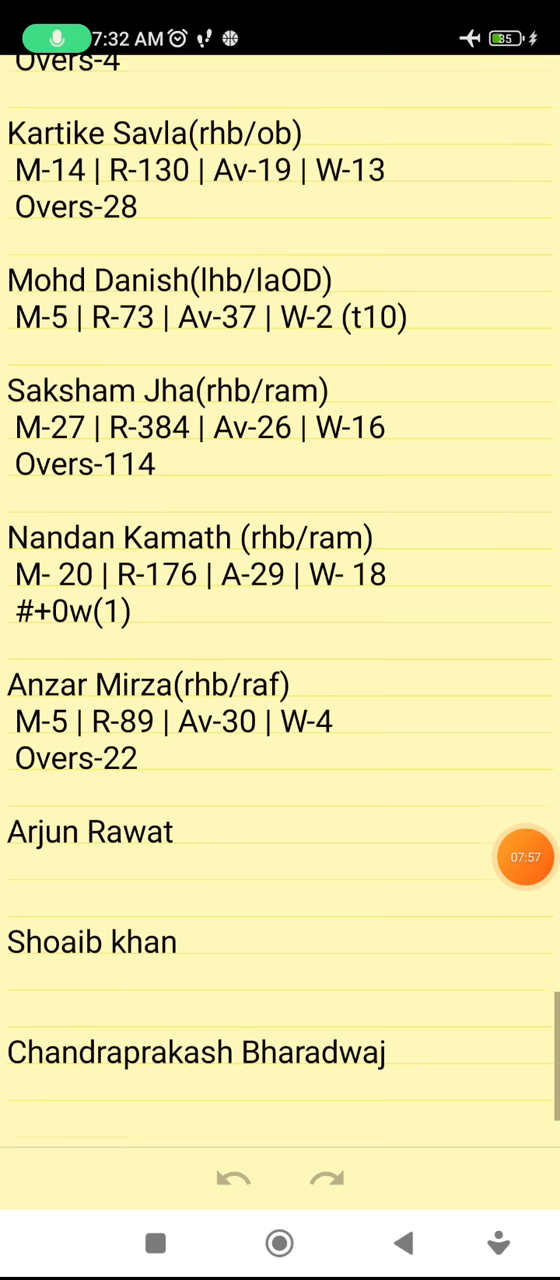 7:32 AM
35
Overs-4
Kartike Savla(rhb/ob)
M-14 | R-130 | Av-19 | W-13
Overs-28
Mohd Danish(lhb/laOD)
M-5 | R-73 | Av-37 | W-2 (t10)
Saksham Jha(rhb/ram)
M-27 | R-384 | Av-26 | W-16
Overs-114
Nandan Kamath (rhb/ram)
M- 20 | R-176 | A-29 | W- 18
#+0w(1)
Anzar Mirza(rhb/raf)
M-5 | R-89 | Av-30 | W-4
Overs-22
Arjun Rawat
07:57
Shoaib khan
Chandraprakash Bharadwaj